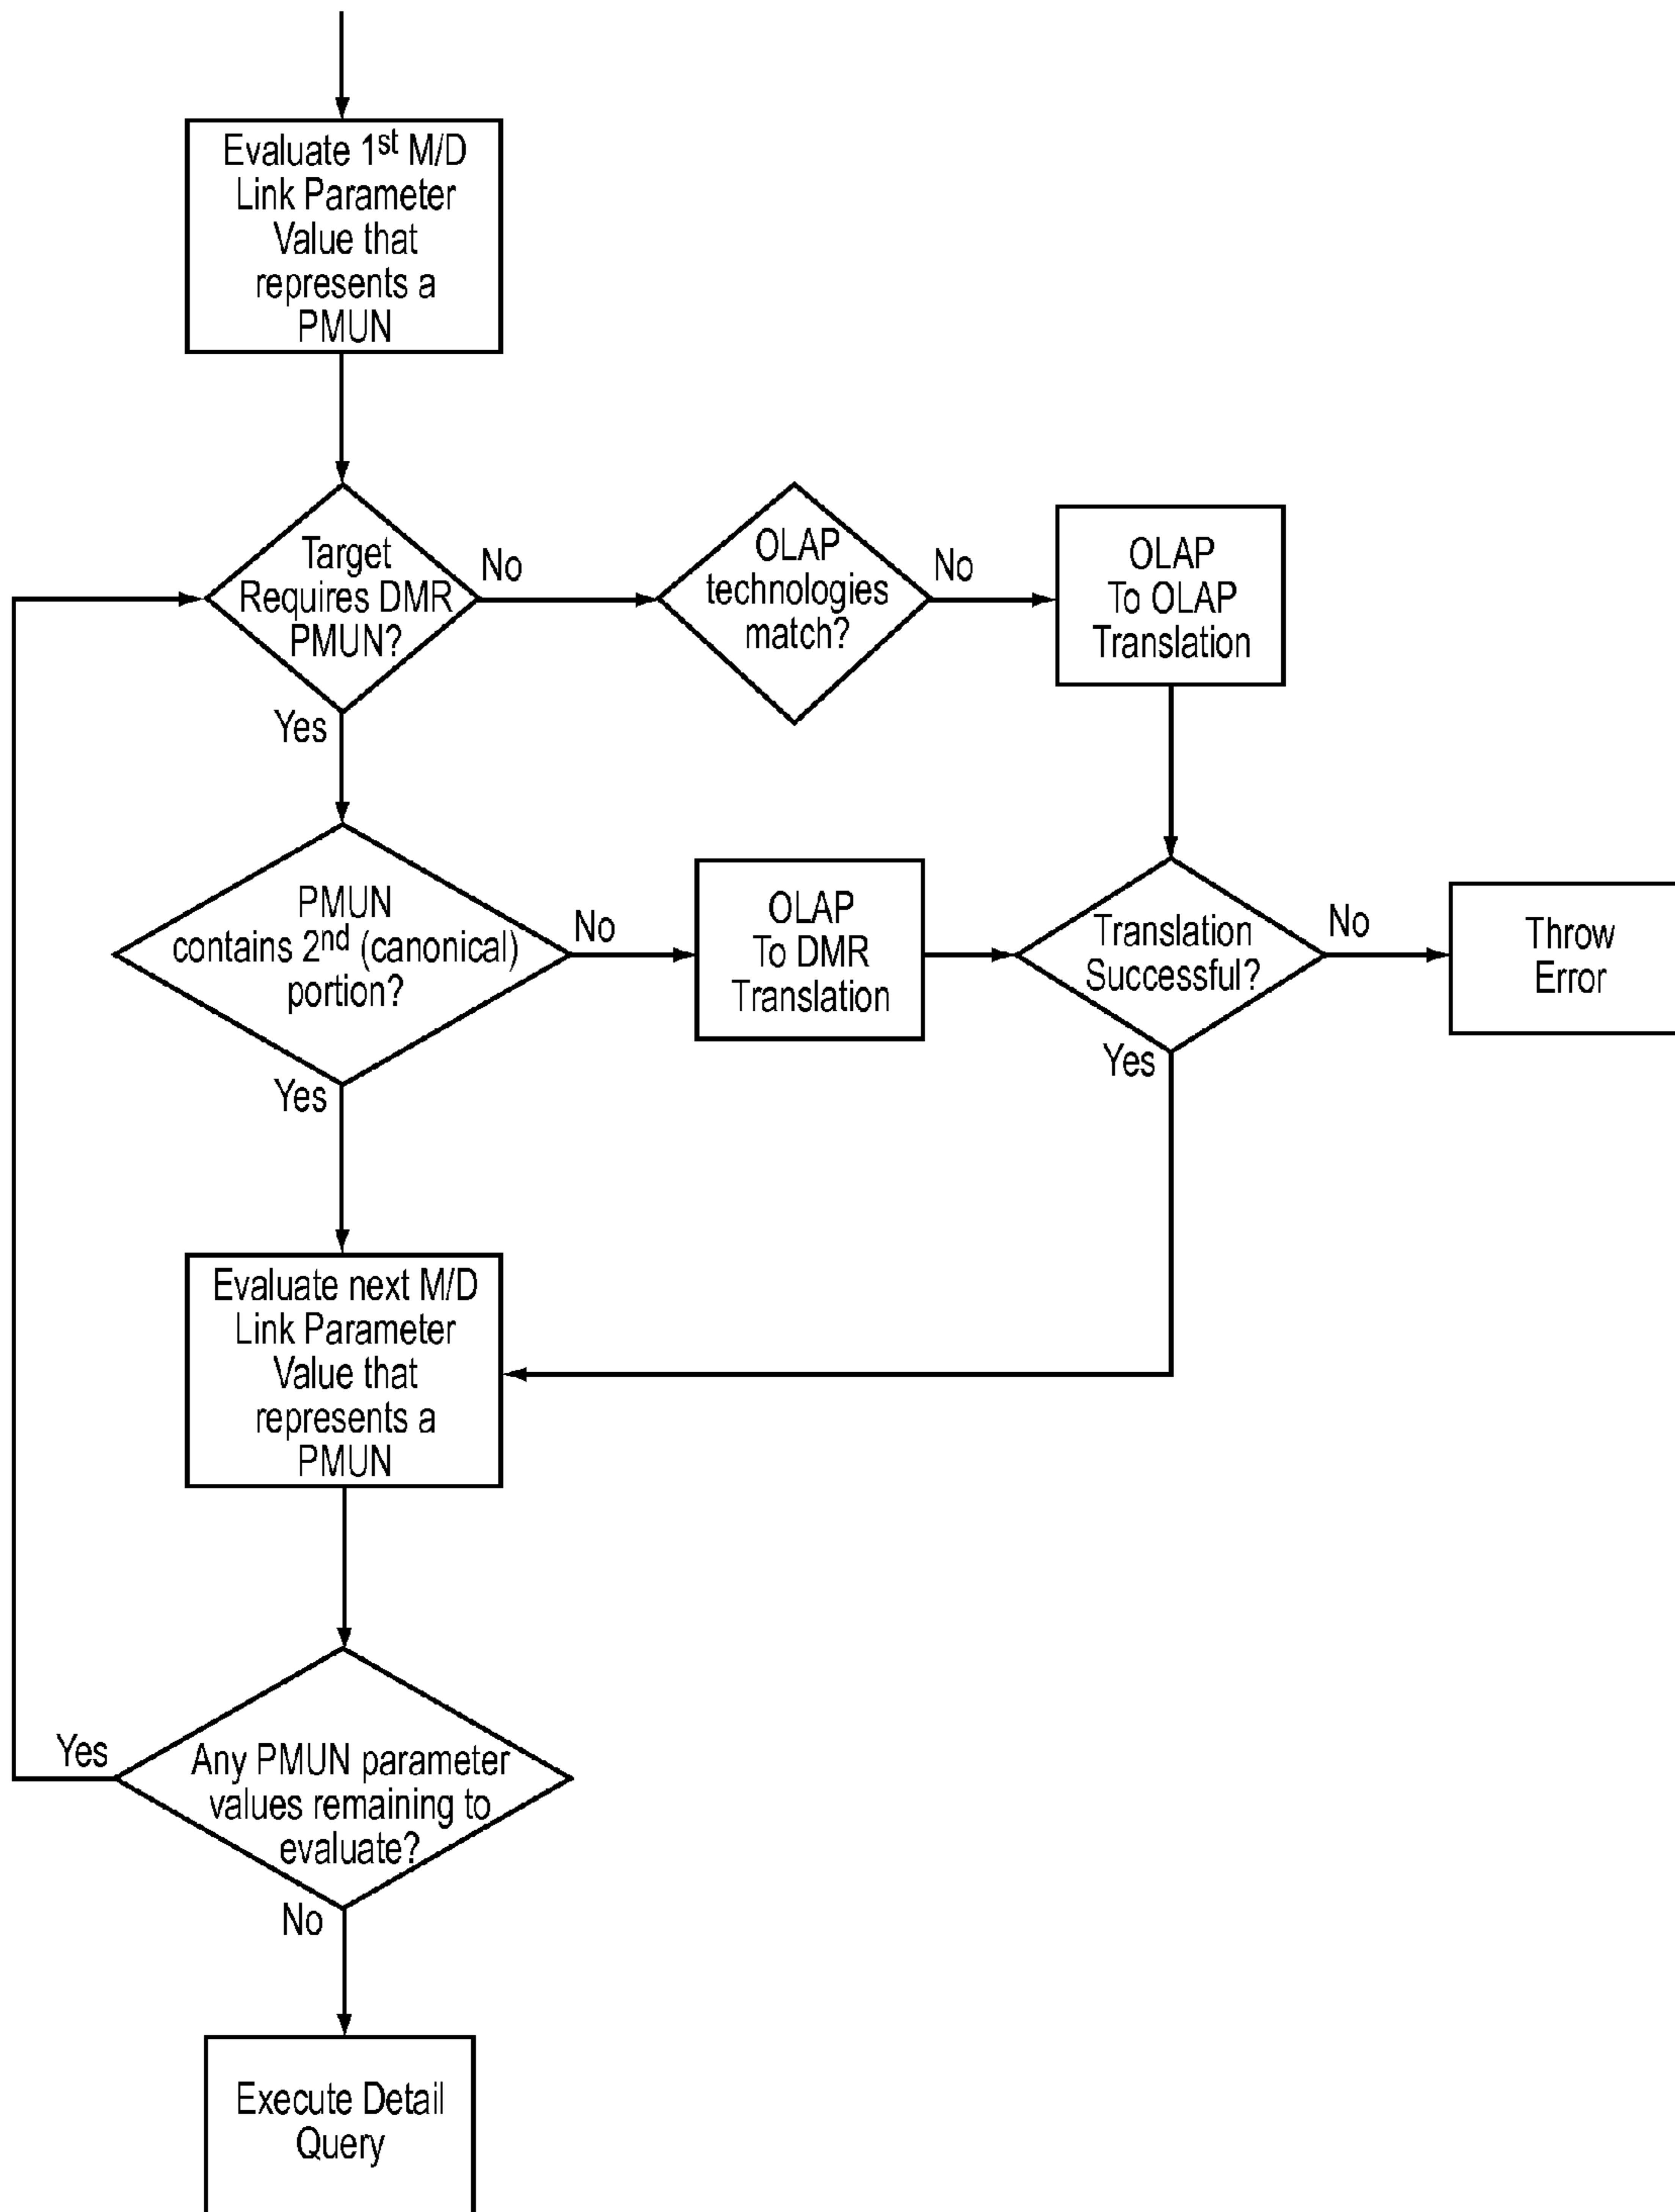 Evaluate 1st M/D
Link Parameter
Value that
represents a
PMUN
Target
Requires DMR
PMUN?
No
Yes
OLAP
technologies
match?
No
OLAP
To OLAP
Translation
PMUN
contains 2nd (canonical)
portion?
No
Yes
OLAP
To DMR
Translation
Translation
Successful?
No
Yes
Throw
Error
Evaluate next M/D
Link Parameter
Value that
represents a
PMUN
Any PMUN parameter
values remaining to
evaluate?
Yes
No
Execute Detail
Query